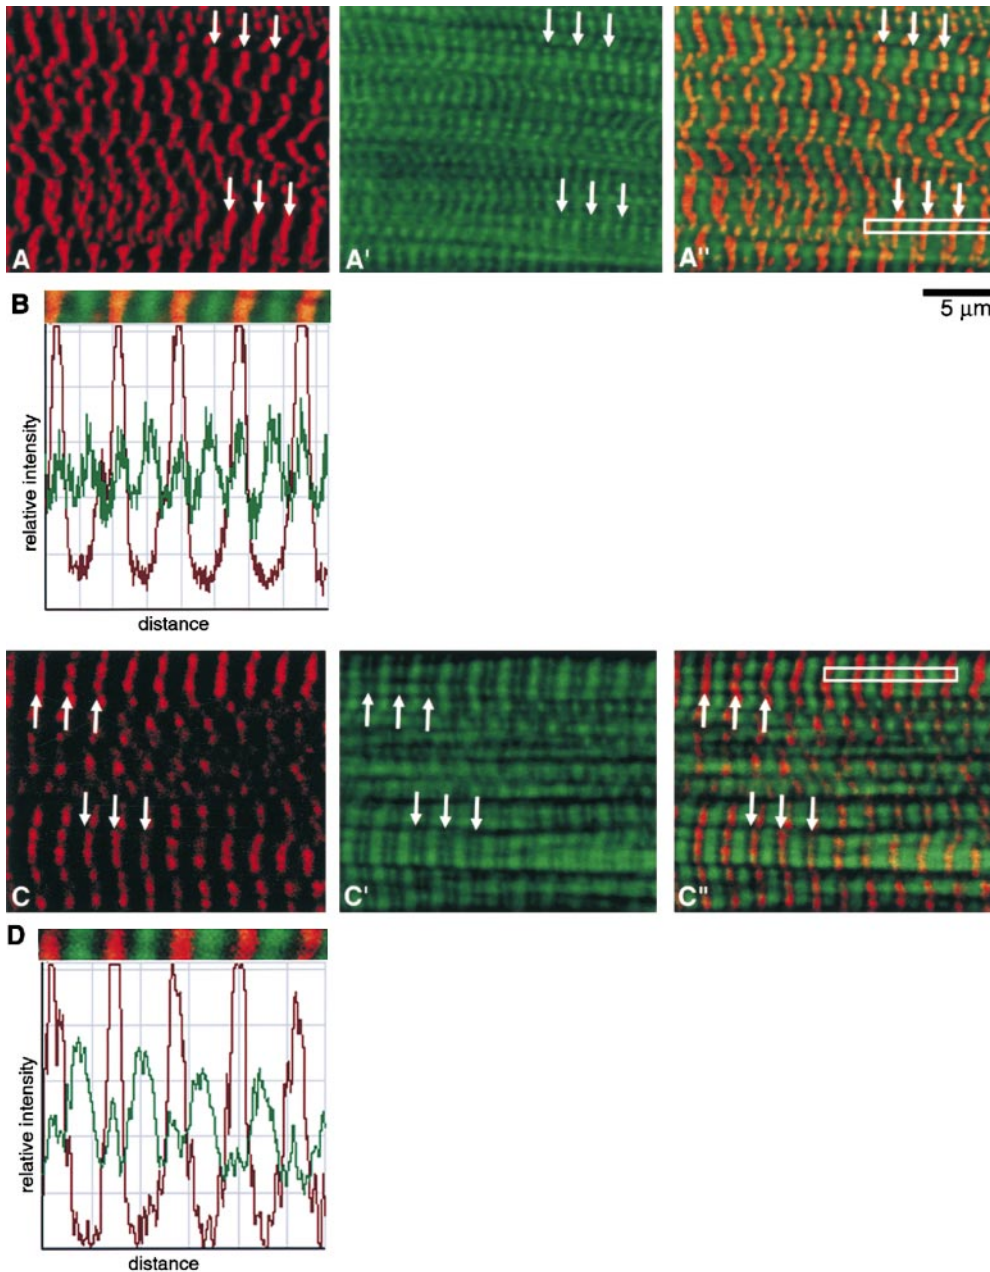 A
A'
A''
B
5 μm
relative intensity
distance
C
C'
C''
D
relative intensity
distance